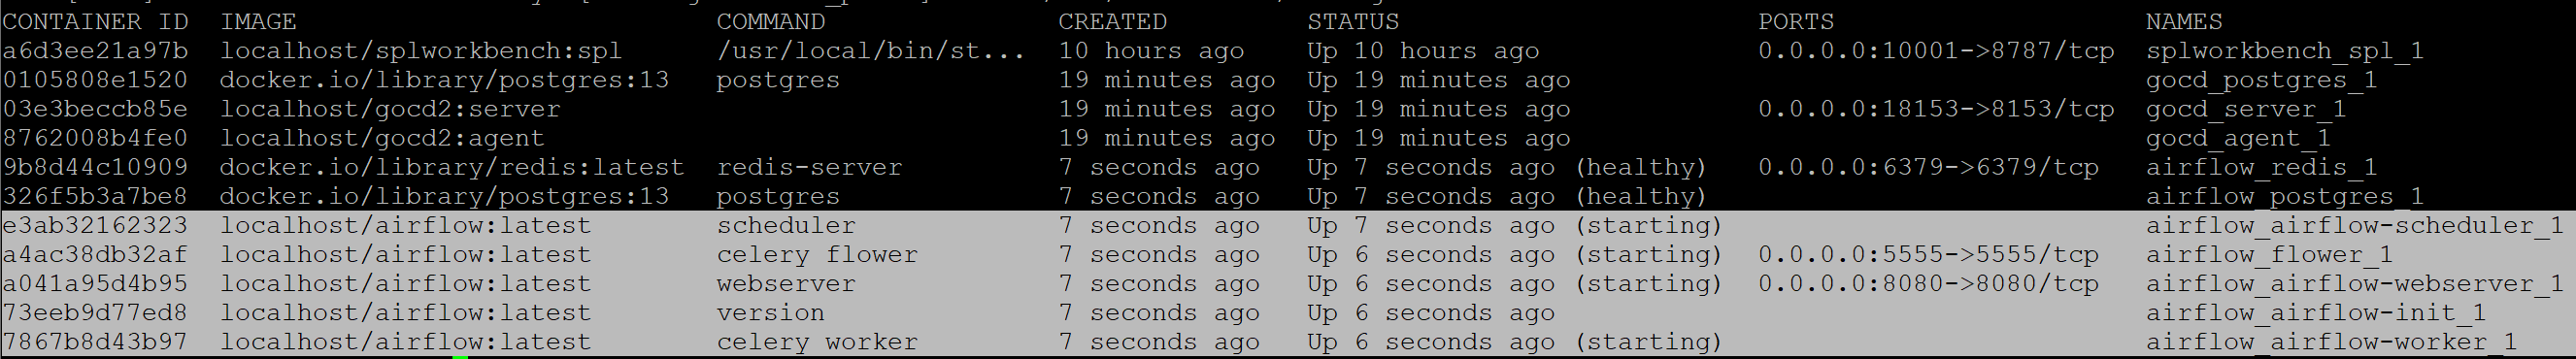 CONTAINER ID  IMAGE                          COMMAND               CREATED         STATUS                     PORTS                    NAMES
a6d3ee21a97b  localhost/splworkbench:spl     /usr/local/bin/st...  10 hours ago    Up 10 hours ago            0.0.0.0:10001->8787/tcp  splworkbench_spl_1
0105808e1520  docker.io/library/postgres:13  postgres              19 minutes ago  Up 19 minutes ago                                   gocd_postgres_1
03e3beccb85e  localhost/gocd2:server                               19 minutes ago  Up 19 minutes ago          0.0.0.0:18153->8153/tcp  gocd_server_1
8762008b4fe0  localhost/gocd2:agent                                19 minutes ago  Up 19 minutes ago                                   gocd_agent_1
9b8d44c10909  docker.io/library/redis:latest  redis-server         7 seconds ago   Up 7 seconds ago (healthy)   0.0.0.0:6379->6379/tcp   airflow_redis_1
326f5b3a7be8  docker.io/library/postgres:13  postgres              7 seconds ago   Up 7 seconds ago (healthy)                            airflow_postgres_1
e3ab32162323  localhost/airflow:latest       scheduler             7 seconds ago   Up 7 seconds ago (starting)                           airflow_airflow-scheduler_1
a4ac38db32af  localhost/airflow:latest       celery flower         7 seconds ago   Up 6 seconds ago (starting)  0.0.0.0:5555->5555/tcp   airflow_flower_1
a041a95d4b95  localhost/airflow:latest       webserver             7 seconds ago   Up 6 seconds ago (starting)  0.0.0.0:8080->8080/tcp   airflow_airflow-webserver_1
73eeb9d77ed8  localhost/airflow:latest       version               7 seconds ago   Up 6 seconds ago                                      airflow_airflow-init_1
7867b8d43b97  localhost/airflow:latest       celery worker         7 seconds ago   Up 6 seconds ago (starting)                           airflow_airflow-worker_1